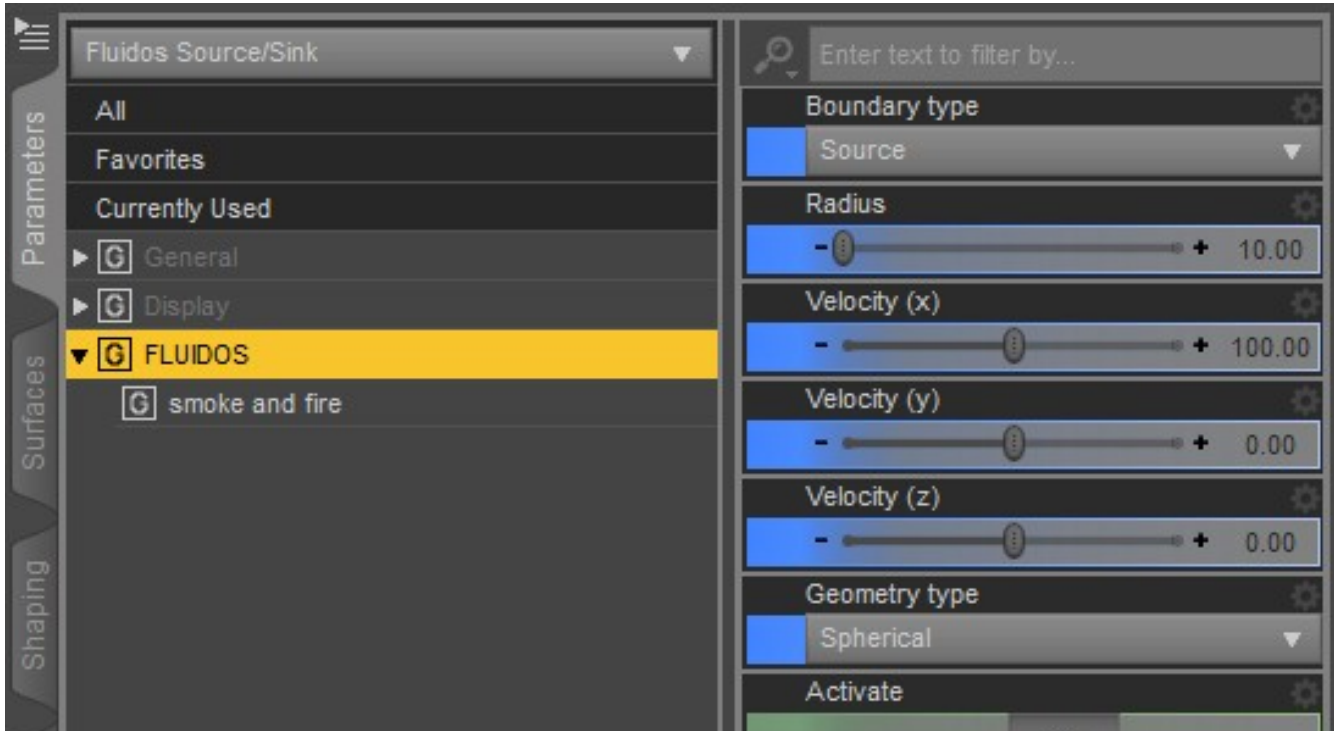 Fluidos Source/Sink
All
Favorites
Currently Used
G General
G Display
G FLUIDOS
G smoke and fire
Parameters
Surfaces
Shaping
Enter text to filter by...
Boundary type
Source
Radius
- + 10.00
Velocity (x)
- + 100.00
Velocity (y)
- + 0.00
Velocity (z)
- + 0.00
Geometry type
Spherical
Activate